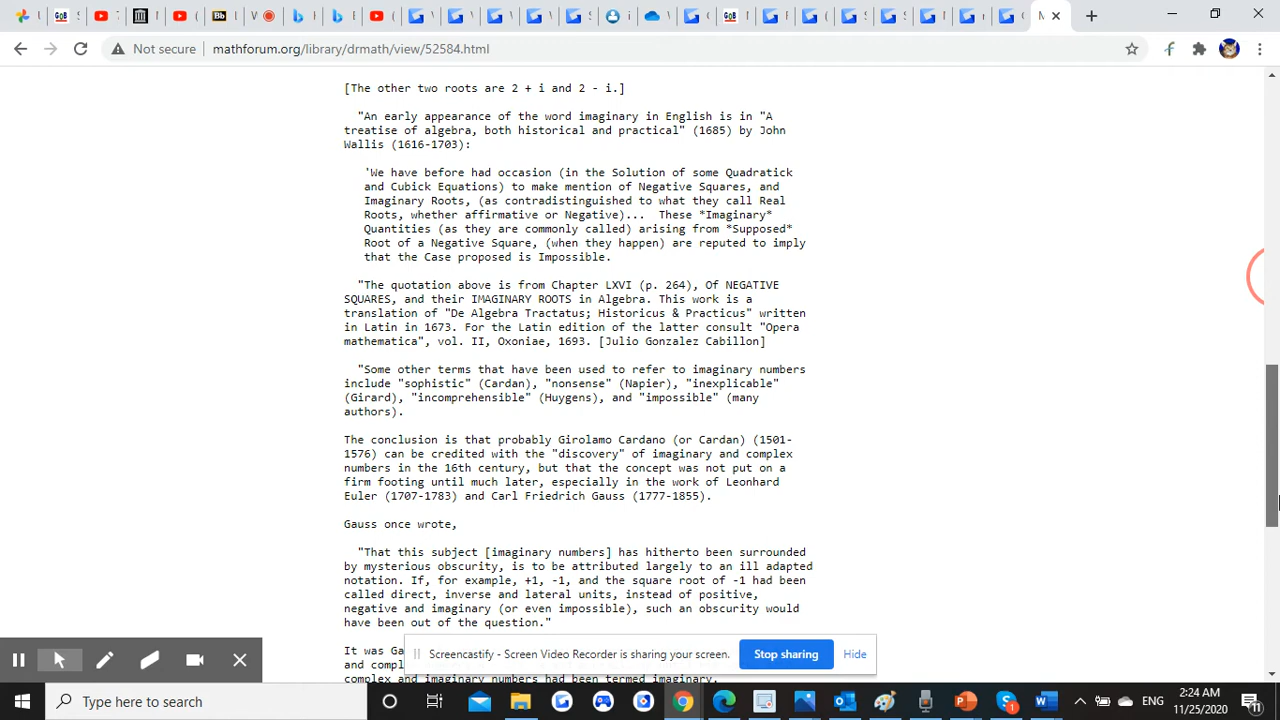 Not secure
mathforum.org/library/drmath/view/52584.html
[The other two roots are 2 + i and 2 - i.]
"An early appearance of the word imaginary in English is in "A
treatise of algebra, both historical and practical" (1685) by John
Wallis (1616-1703):
'We have before had occasion (in the Solution of some Quadratick
and Cubick Equations) to make mention of Negative Squares, and
Imaginary Roots, (as contradistinguished to what they call Real
Roots, whether affirmative or Negative)...  These *Imaginary*
Quantities (as they are commonly called) arising from *Supposed*
Root of a Negative Square, (when they happen) are reputed to imply
that the Case proposed is Impossible.
"The quotation above is from Chapter LXVI (p. 264), Of NEGATIVE
SQUARES, and their IMAGINARY ROOTS in Algebra. This work is a
translation of "De Algebra Tractatus; Historicus & Practicus" written
in Latin in 1673. For the Latin edition of the latter consult "Opera
mathematica", vol. II, Oxoniae, 1693. [Julio Gonzalez Cabillon]
"Some other terms that have been used to refer to imaginary numbers
include "sophistic" (Cardan), "nonsense" (Napier), "inexplicable"
(Girard), "incomprehensible" (Huygens), and "impossible" (many
authors).
The conclusion is that probably Girolamo Cardano (or Cardan) (1501-
1576) can be credited with the "discovery" of imaginary and complex
numbers in the 16th century, but that the concept was not put on a
firm footing until much later, especially in the work of Leonhard
Euler (1707-1783) and Carl Friedrich Gauss (1777-1855).
Gauss once wrote,
"That this subject [imaginary numbers] has hitherto been surrounded
by mysterious obscurity, is to be attributed largely to an ill adapted
notation. If, for example, +1, -1, and the square root of -1 had been
called direct, inverse and lateral units, instead of positive,
negative and imaginary (or even impossible), such an obscurity would
have been out of the question."
It was Ga
and compl
complex and imaginary numbers had been termed imaginary.
Screencastify - Screen Video Recorder is sharing your screen.
Stop sharing
Hide
Type here to search
ENG
2:24 AM
11/25/2020